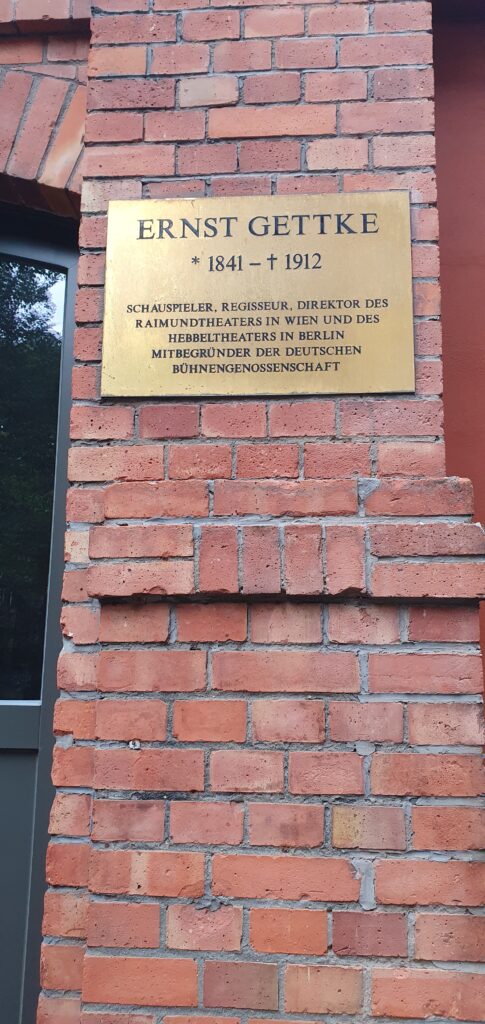 ERNST GETTKE
* 1841 – † 1912
SCHAUSPIELER, REGISSEUR, DIREKTOR DES
RAIMUNDTHEATERS IN WIEN UND DES
HEBBELTHEATERS IN BERLIN
MITBEGRÜNDER DER DEUTSCHEN
BÜHNENGENOSSENSCHAFT